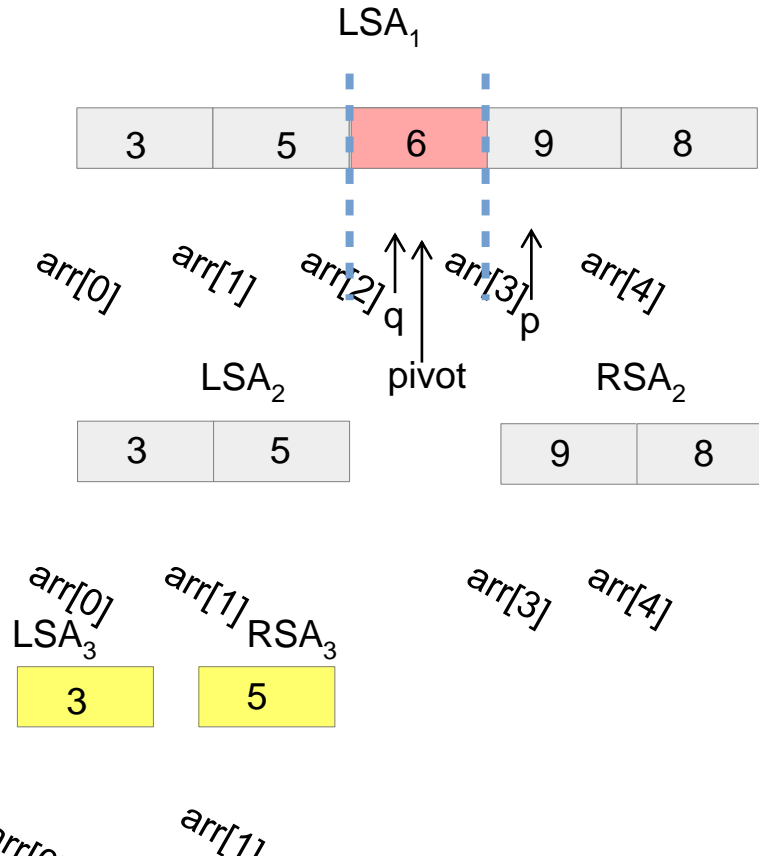 LSA₁
3 5 6 9 8
arr[0] arr[1] arr[2] arr[3] arr[4]
q p
pivot
LSA₂ RSA₂
3 5 9 8
arr[0] arr[1] arr[3] arr[4]
LSA₃ RSA₃
3 5
arr[1]